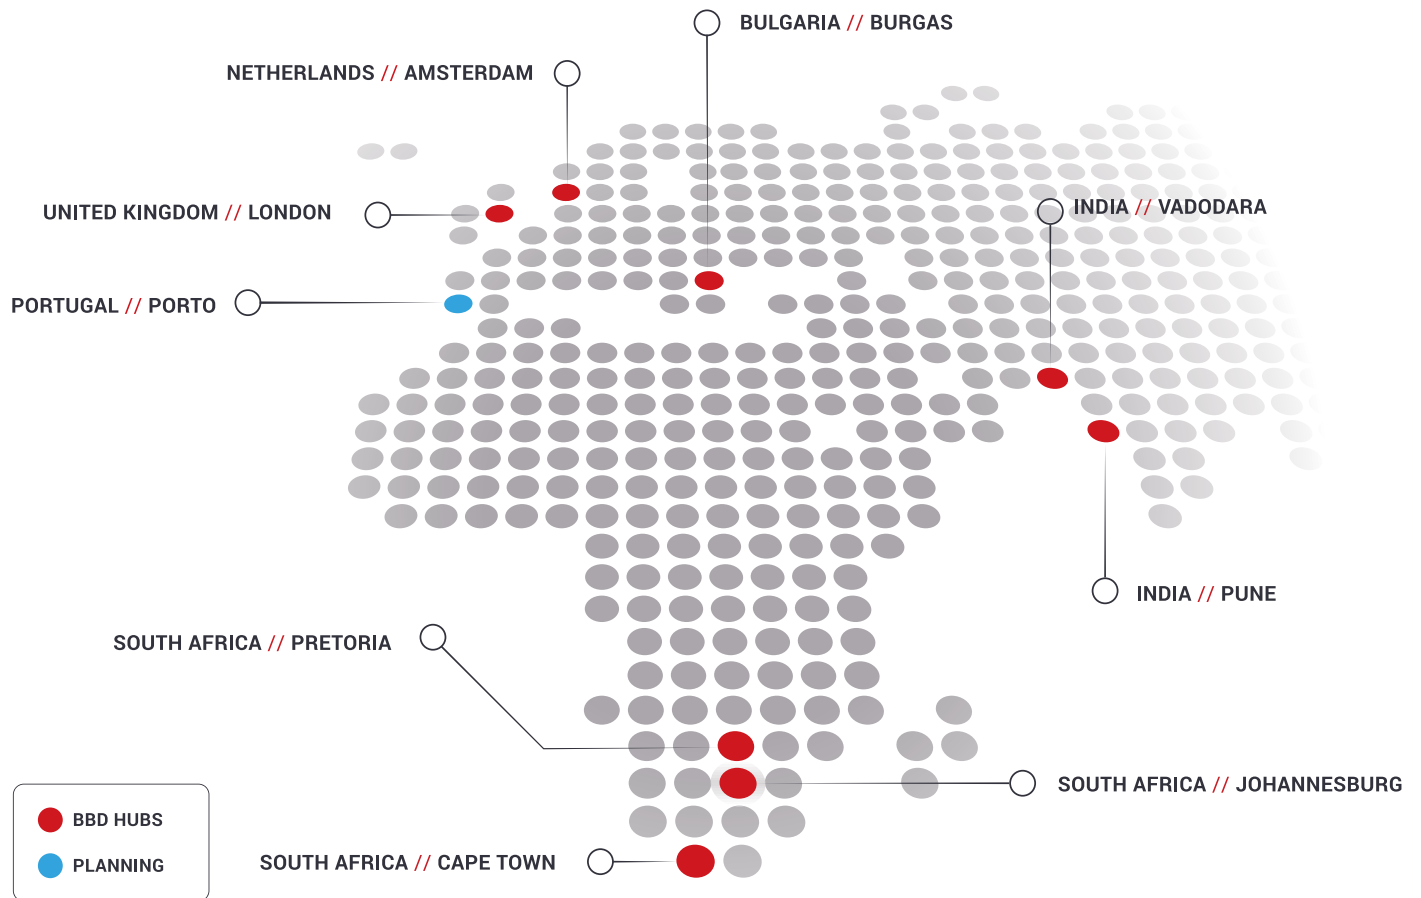 BULGARIA // BURGAS
NETHERLANDS // AMSTERDAM
UNITED KINGDOM // LONDON
INDIA // VADODARA
PORTUGAL // PORTO
INDIA // PUNE
SOUTH AFRICA // PRETORIA
SOUTH AFRICA // JOHANNESBURG
BBD HUBS
PLANNING
SOUTH AFRICA // CAPE TOWN